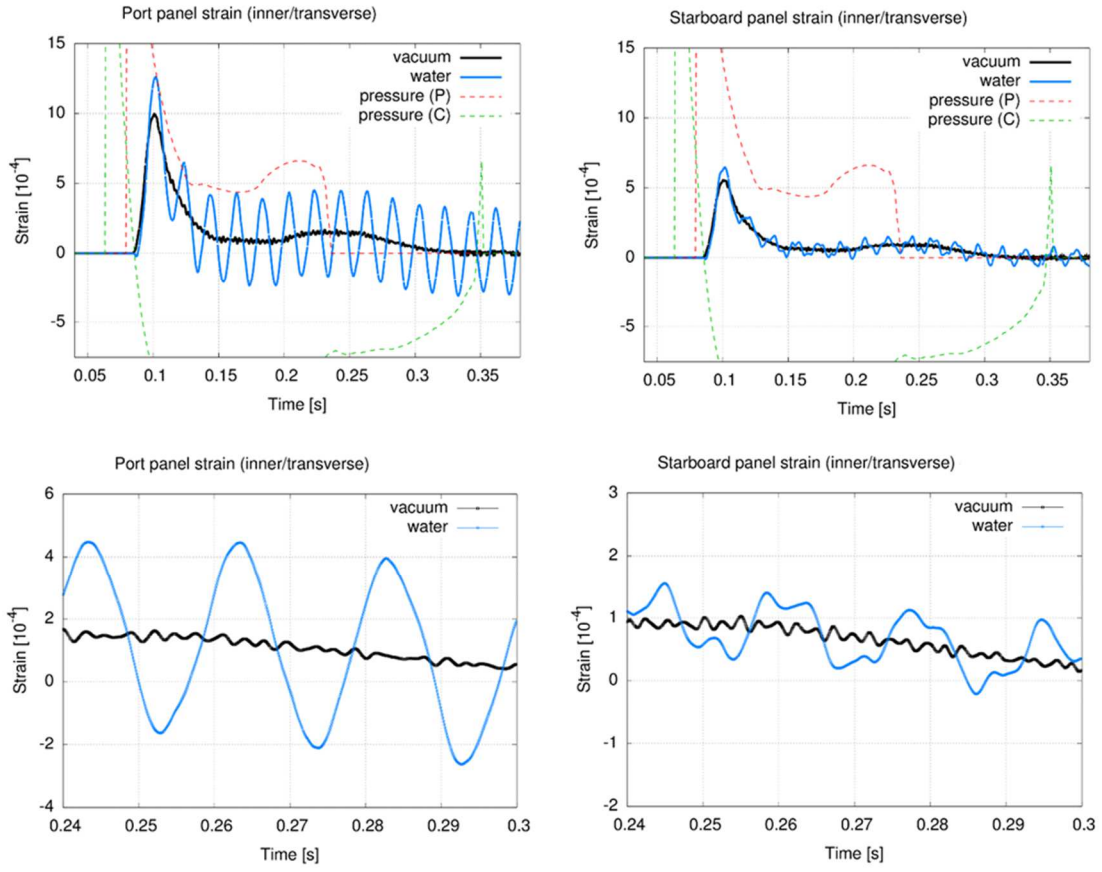 Port panel strain (inner/transverse)
15
10
5
0
-5
0.05 0.1 0.15 0.2 0.25 0.3 0.35
Time [s]
Strain [10-4]
vacuum
water
pressure (P)
pressure (C)
Starboard panel strain (inner/transverse)
15
10
5
0
-5
0.05 0.1 0.15 0.2 0.25 0.3 0.35
Time [s]
Strain [10-4]
vacuum
water
pressure (P)
pressure (C)
Port panel strain (inner/transverse)
6
4
2
0
-2
-4
0.24 0.25 0.26 0.27 0.28 0.29 0.3
Time [s]
Strain [10-4]
vacuum
water
Starboard panel strain (inner/transverse)
3
2
1
0
-1
-2
0.24 0.25 0.26 0.27 0.28 0.29 0.3
Time [s]
Strain [10-4]
vacuum
water